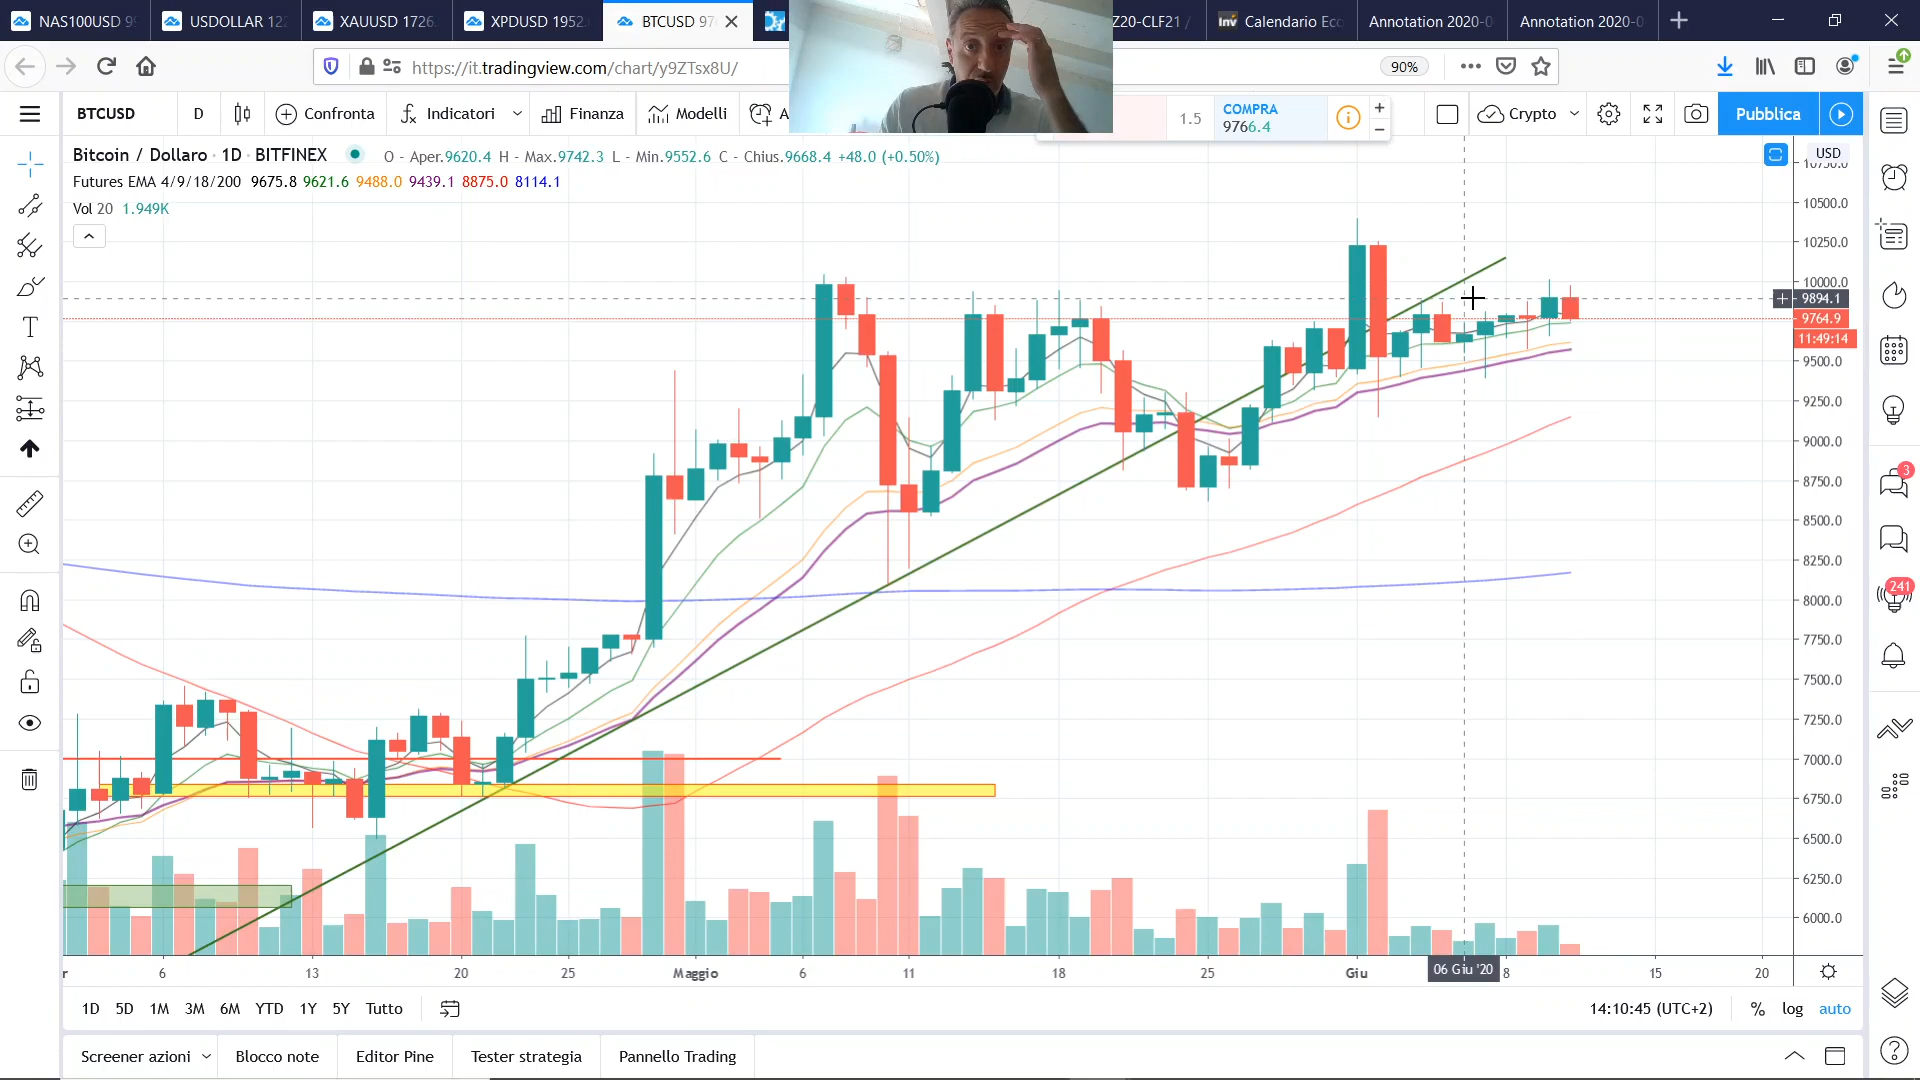 NAS100USD
USDOLLAR
XAUUSD 1726
XPDUSD 1952
BTCUSD 97
Z20-CLF21 /
Calendario Eco
Annotation 2020-0
Annotation 2020-0
https://it.tradingview.com/chart/y9ZTsx8U/
90%
BTCUSD
D
Confronta
Indicatori
Finanza
Modelli
A
1.5
COMPRA
9766.4
Crypto
Pubblica
Bitcoin / Dollaro · 1D · BITFINEX
O - Aper.9620.4 H - Max.9742.3 L - Min.9552.6 C - Chius.9668.4 +48.0 (+0.50%)
USD
Futures EMA 4/9/18/200 9675.8 9621.6 9488.0 9439.1 8875.0 8114.1
Vol 20 1.949K
10500.0
10250.0
10000.0
9894.1
9764.9
11:49:14
9500.0
9250.0
9000.0
8750.0
8500.0
8250.0
8000.0
7750.0
7500.0
7250.0
7000.0
6750.0
6500.0
6250.0
6000.0
3
241
r
6
13
20
25
Maggio
6
11
18
25
Giu
06 Giu '20
8
15
20
1D
5D
1M
3M
6M
YTD
1Y
5Y
Tutto
14:10:45 (UTC+2)
%
log
auto
Screener azioni
Blocco note
Editor Pine
Tester strategia
Pannello Trading